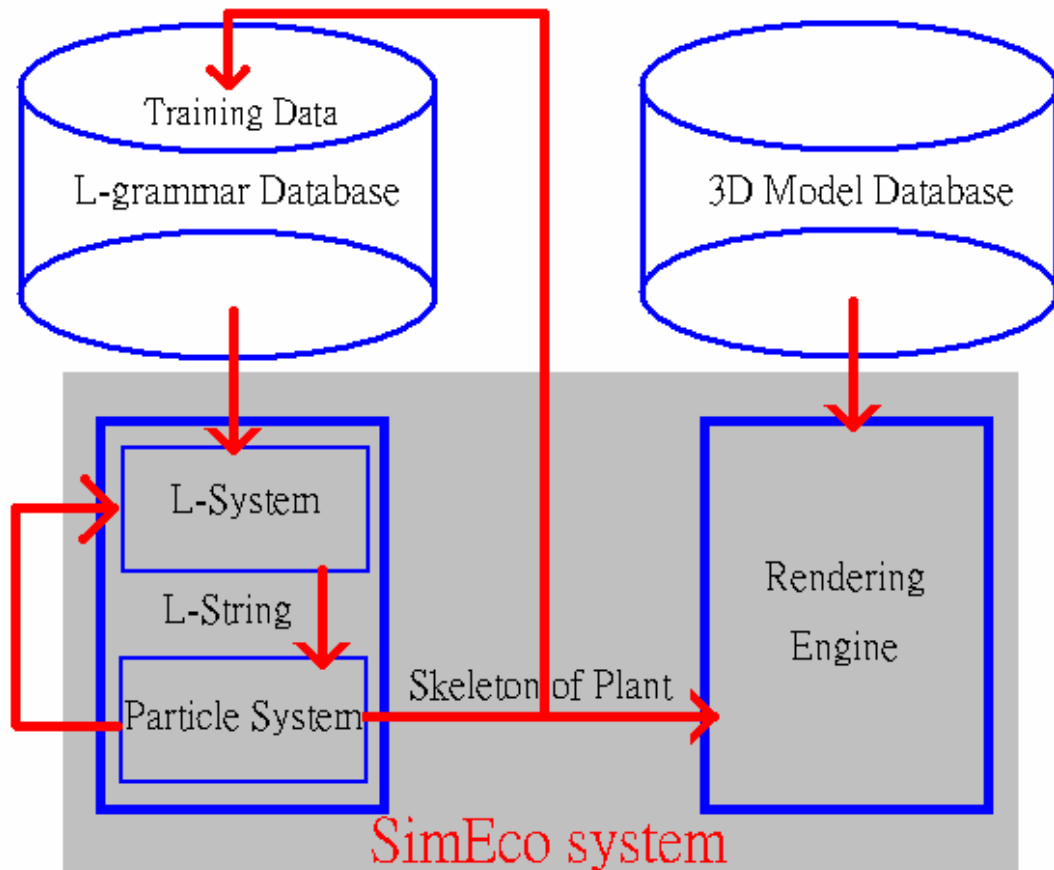 Training Data
L-grammar Database
3D Model Database
L-System
L-String
Particle System
Skeleton of Plant
Rendering
Engine
SimEco system